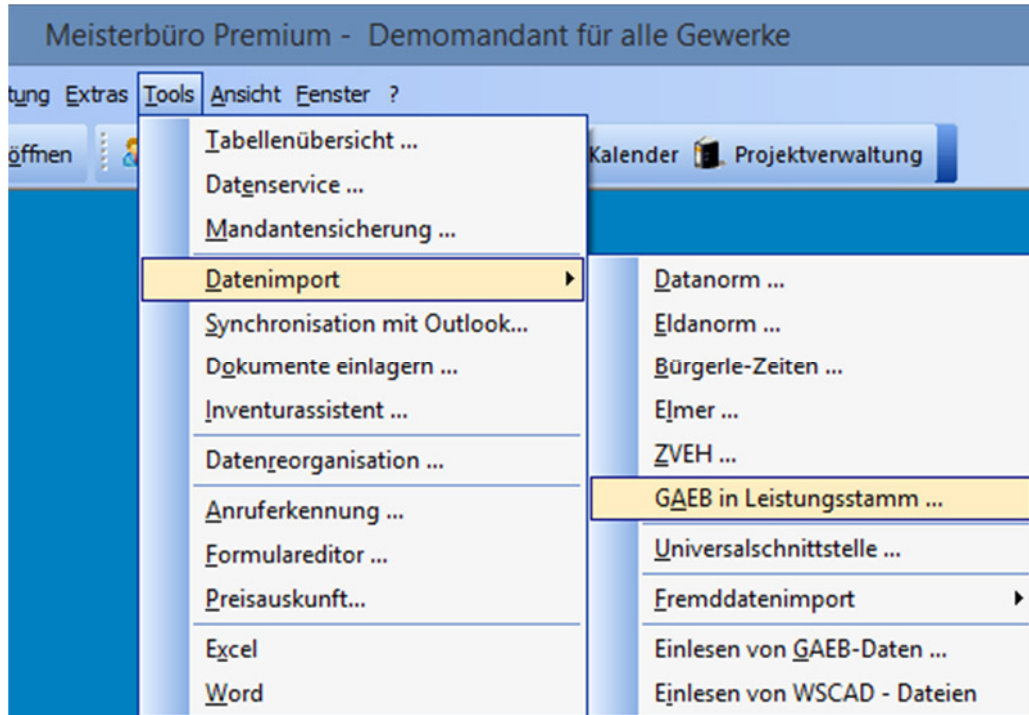 Meisterbüro Premium - Demomandant für alle Gewerke
tung Extras Tools Ansicht Fenster ?
öffnen Kalender Projektverwaltung
Tabellenübersicht ...
Datenservice ...
Mandantensicherung ...
Datenimport
Synchronisation mit Outlook...
Dokumente einlagern ...
Inventurassistent ...
Datenreorganisation ...
Anruferkennung ...
Formulareditor ...
Preisauskunft...
Excel
Word
Datanorm ...
Eldanorm ...
Bürgerle-Zeiten ...
Elmer ...
ZVEH ...
GAEB in Leistungsstamm ...
Universalschnittstelle ...
Fremddatenimport
Einlesen von GAEB-Daten ...
Einlesen von WSCAD - Dateien